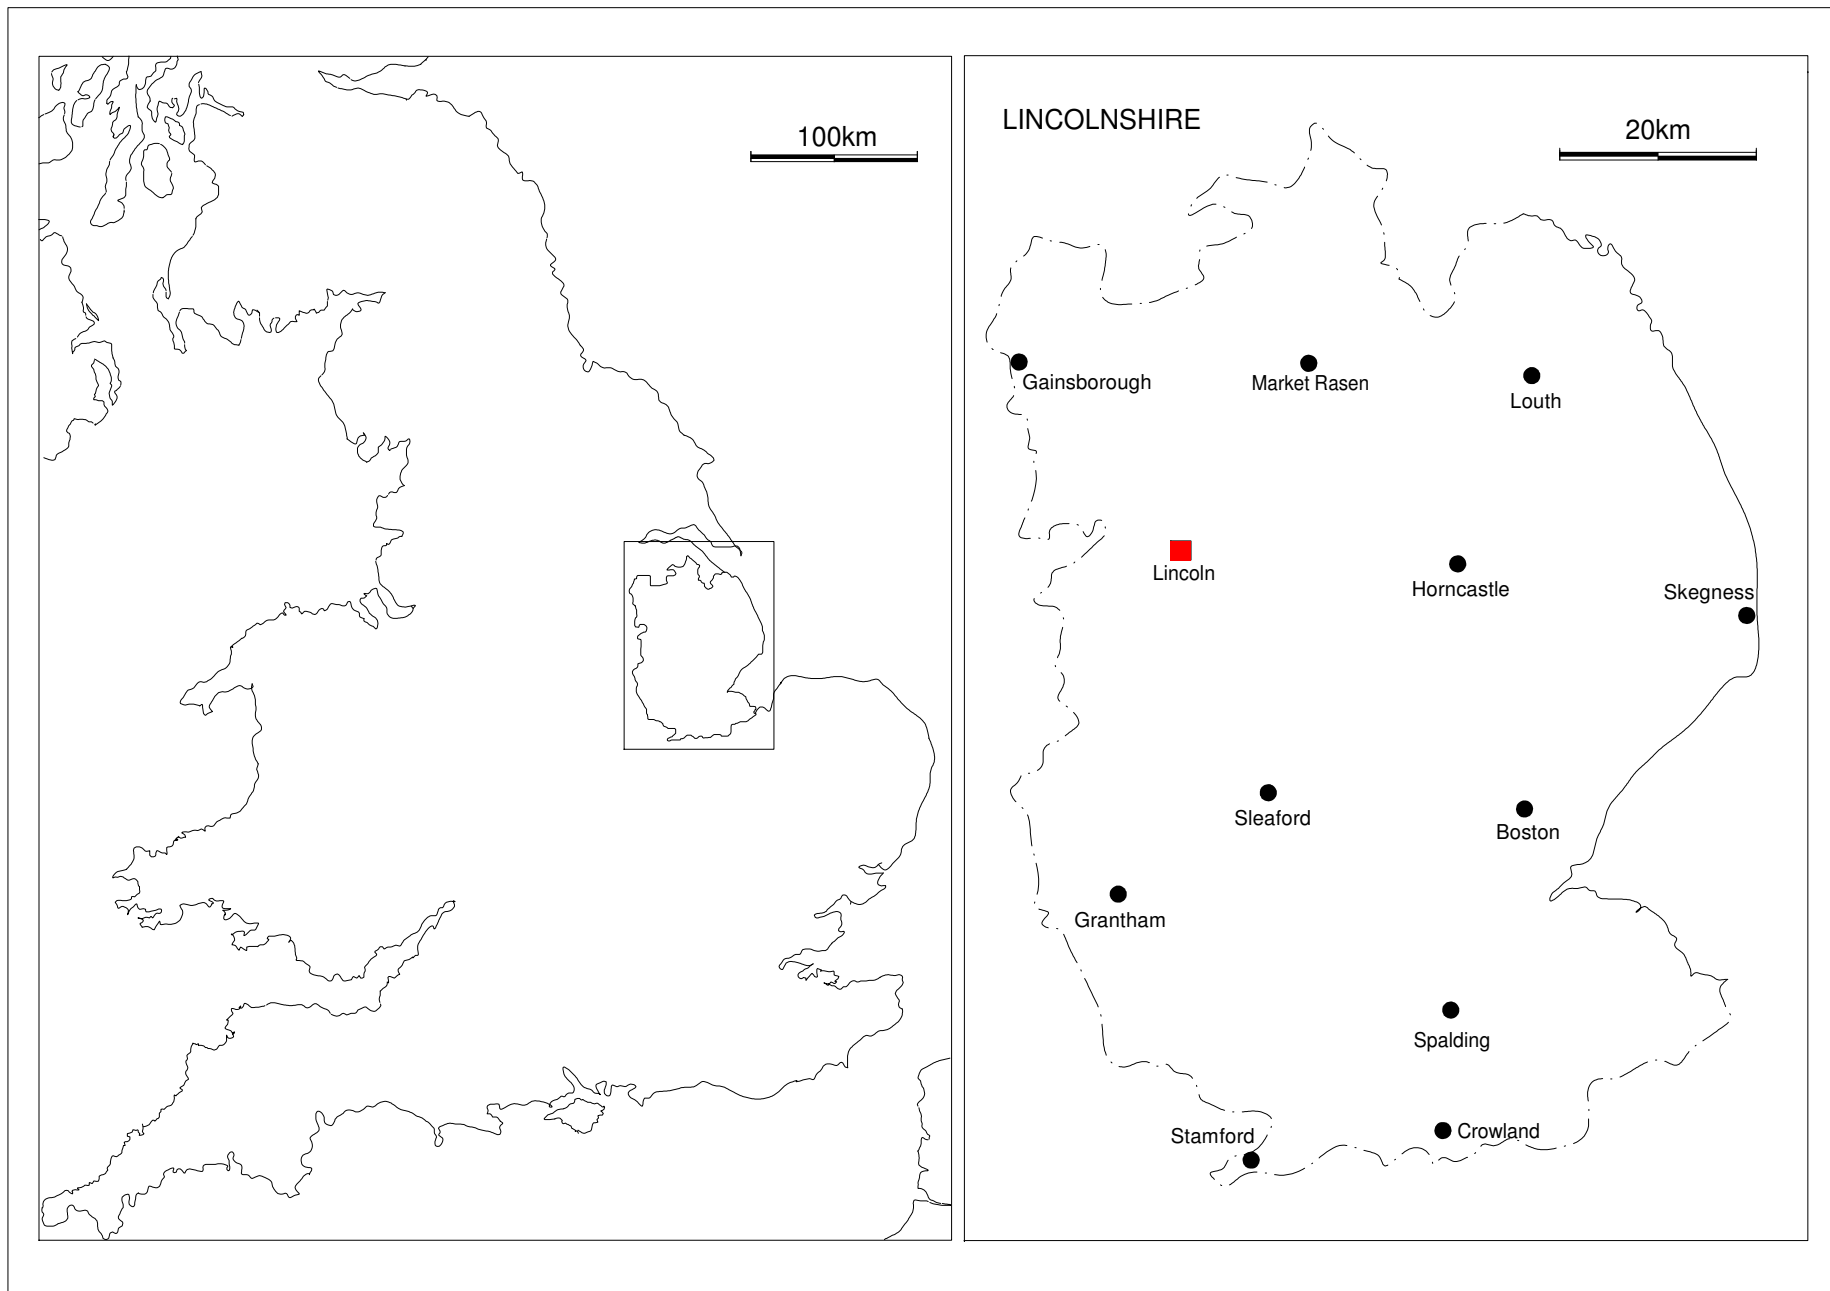 100km
LINCOLNSHIRE
20km
Gainsborough
Market Rasen
Louth
Lincoln
Horncastle
Skegness
Sleaford
Boston
Grantham
Spalding
Stamford
Crowland